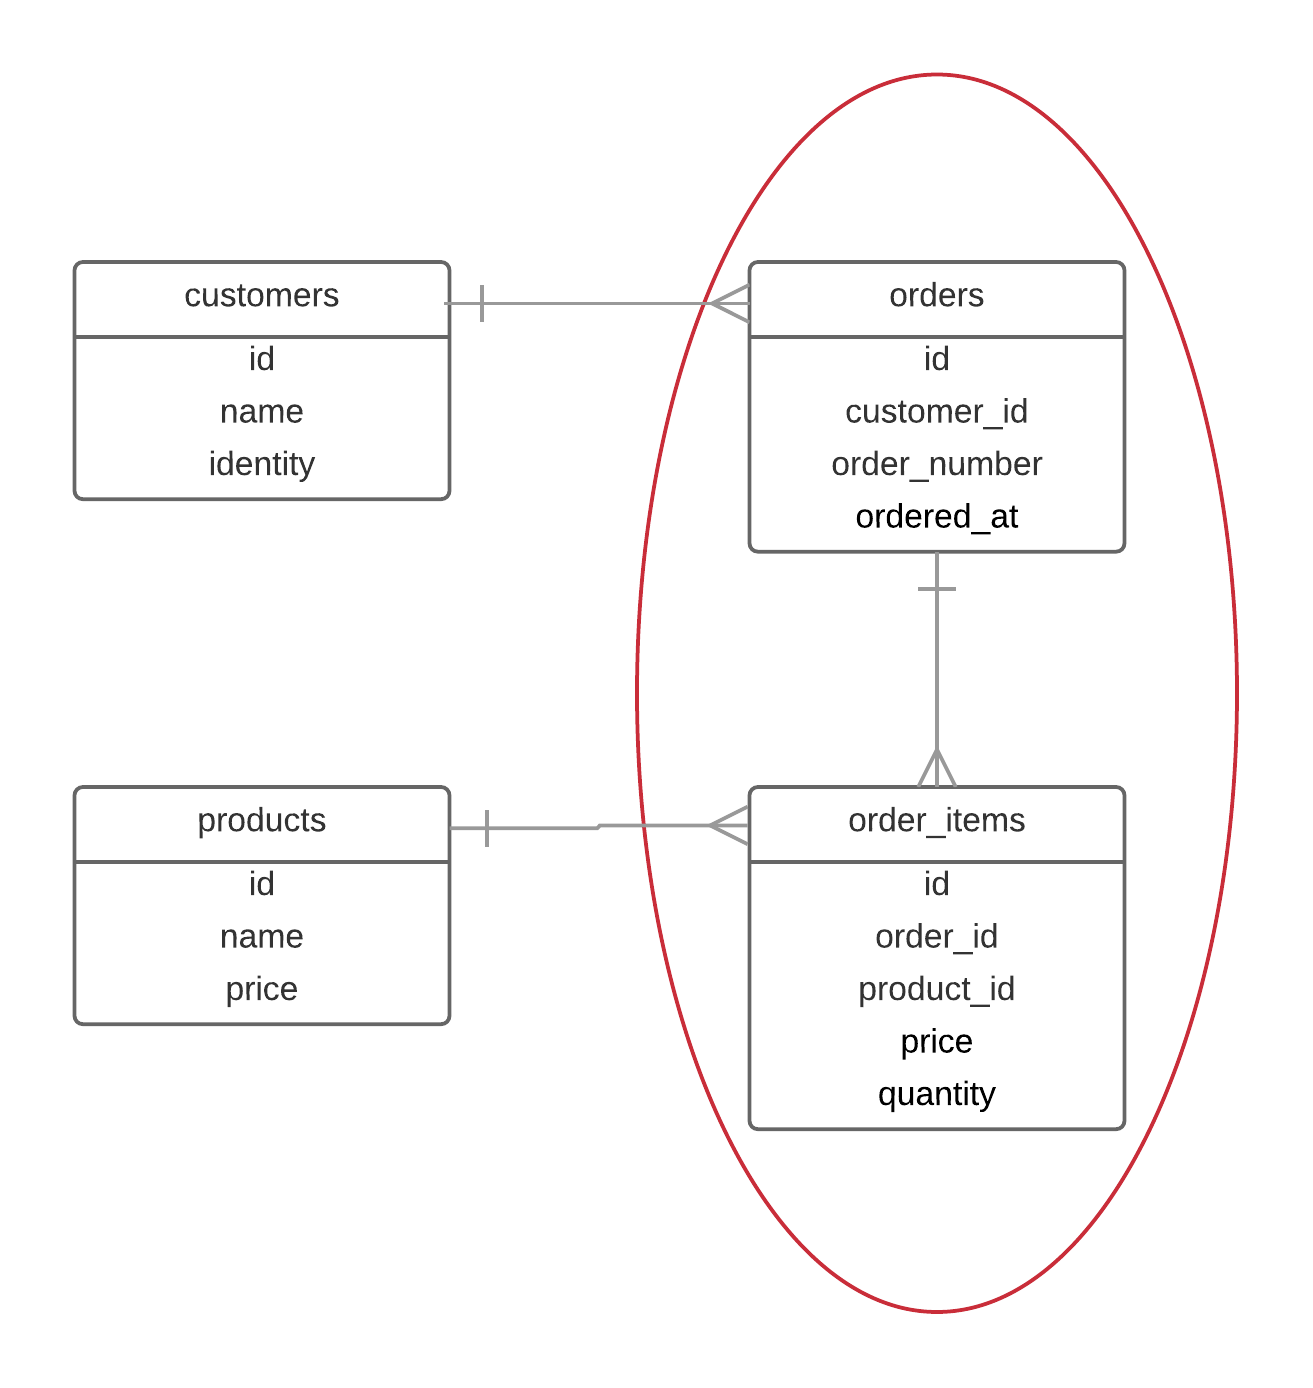 customers
id
name
identity
orders
id
customer_id
order_number
ordered_at
products
id
name
price
order_items
id
order_id
product_id
price
quantity